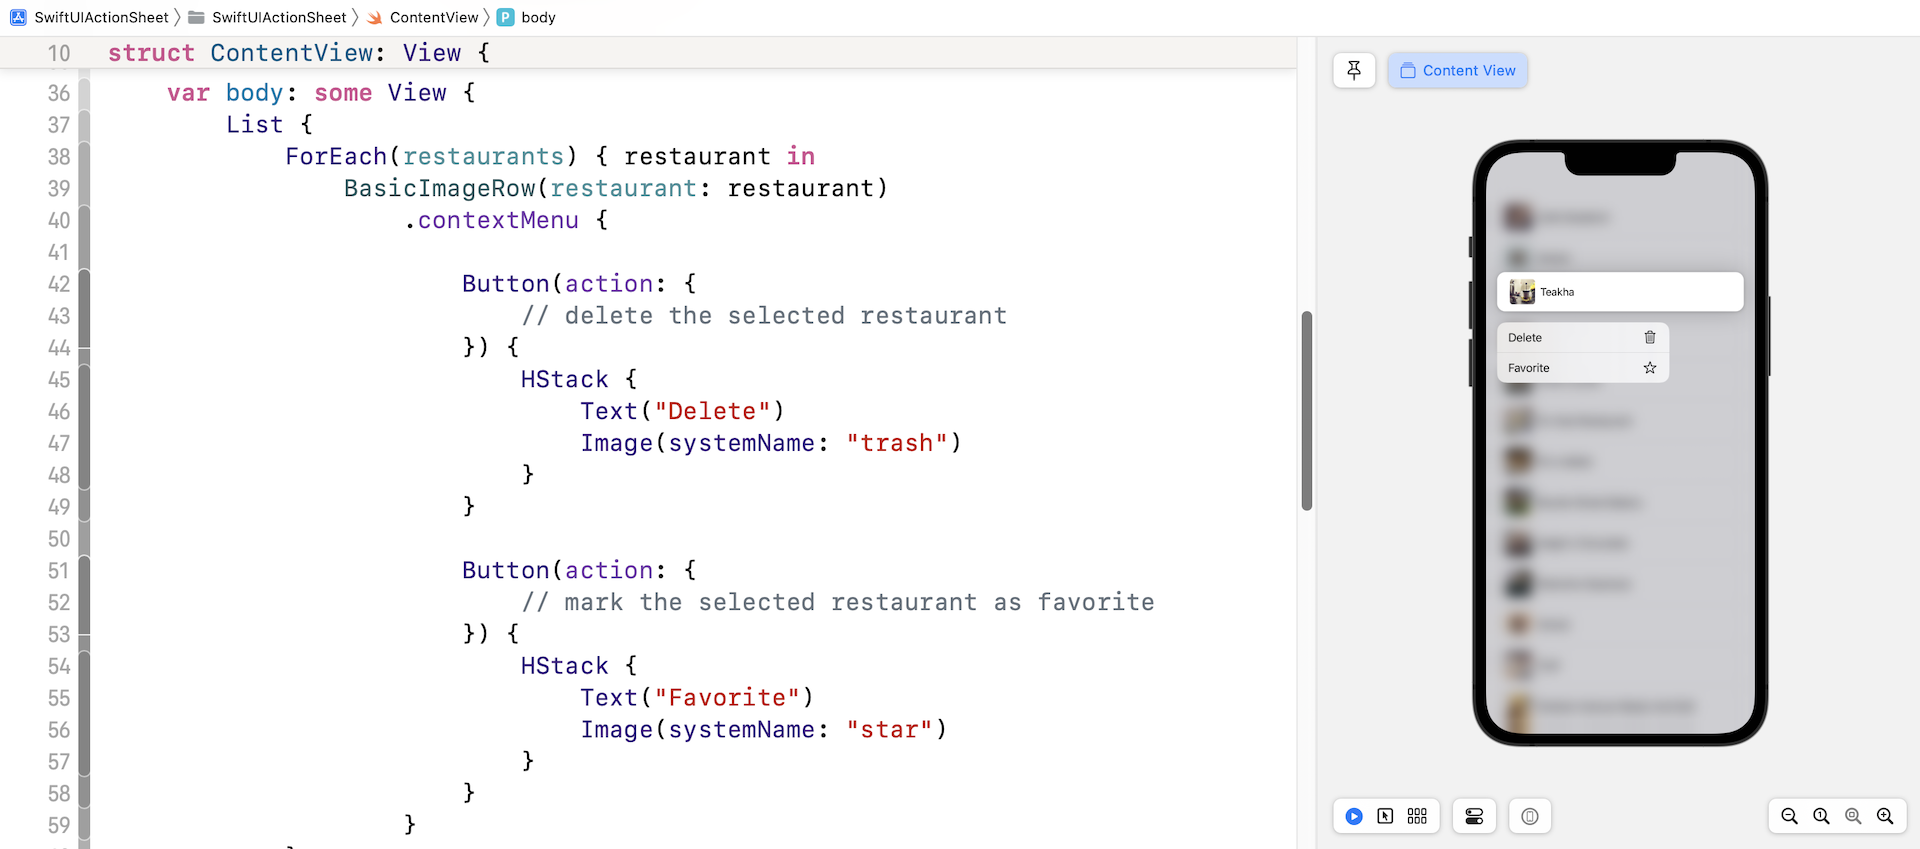 SwiftUIActionSheet SwiftUIActionSheet ContentView P body
10 struct ContentView: View {
36 var body: some View {
37 List {
38 ForEach(restaurants) { restaurant in
39 BasicImageRow(restaurant: restaurant)
40 .contextMenu {
41
42 Button(action: {
43 // delete the selected restaurant
44 }) {
45 HStack {
46 Text("Delete")
47 Image(systemName: "trash")
48 }
49 }
50
51 Button(action: {
52 // mark the selected restaurant as favorite
53 }) {
54 HStack {
55 Text("Favorite")
56 Image(systemName: "star")
57 }
58 }
59 }
Content View
Teakha
Delete
Favorite